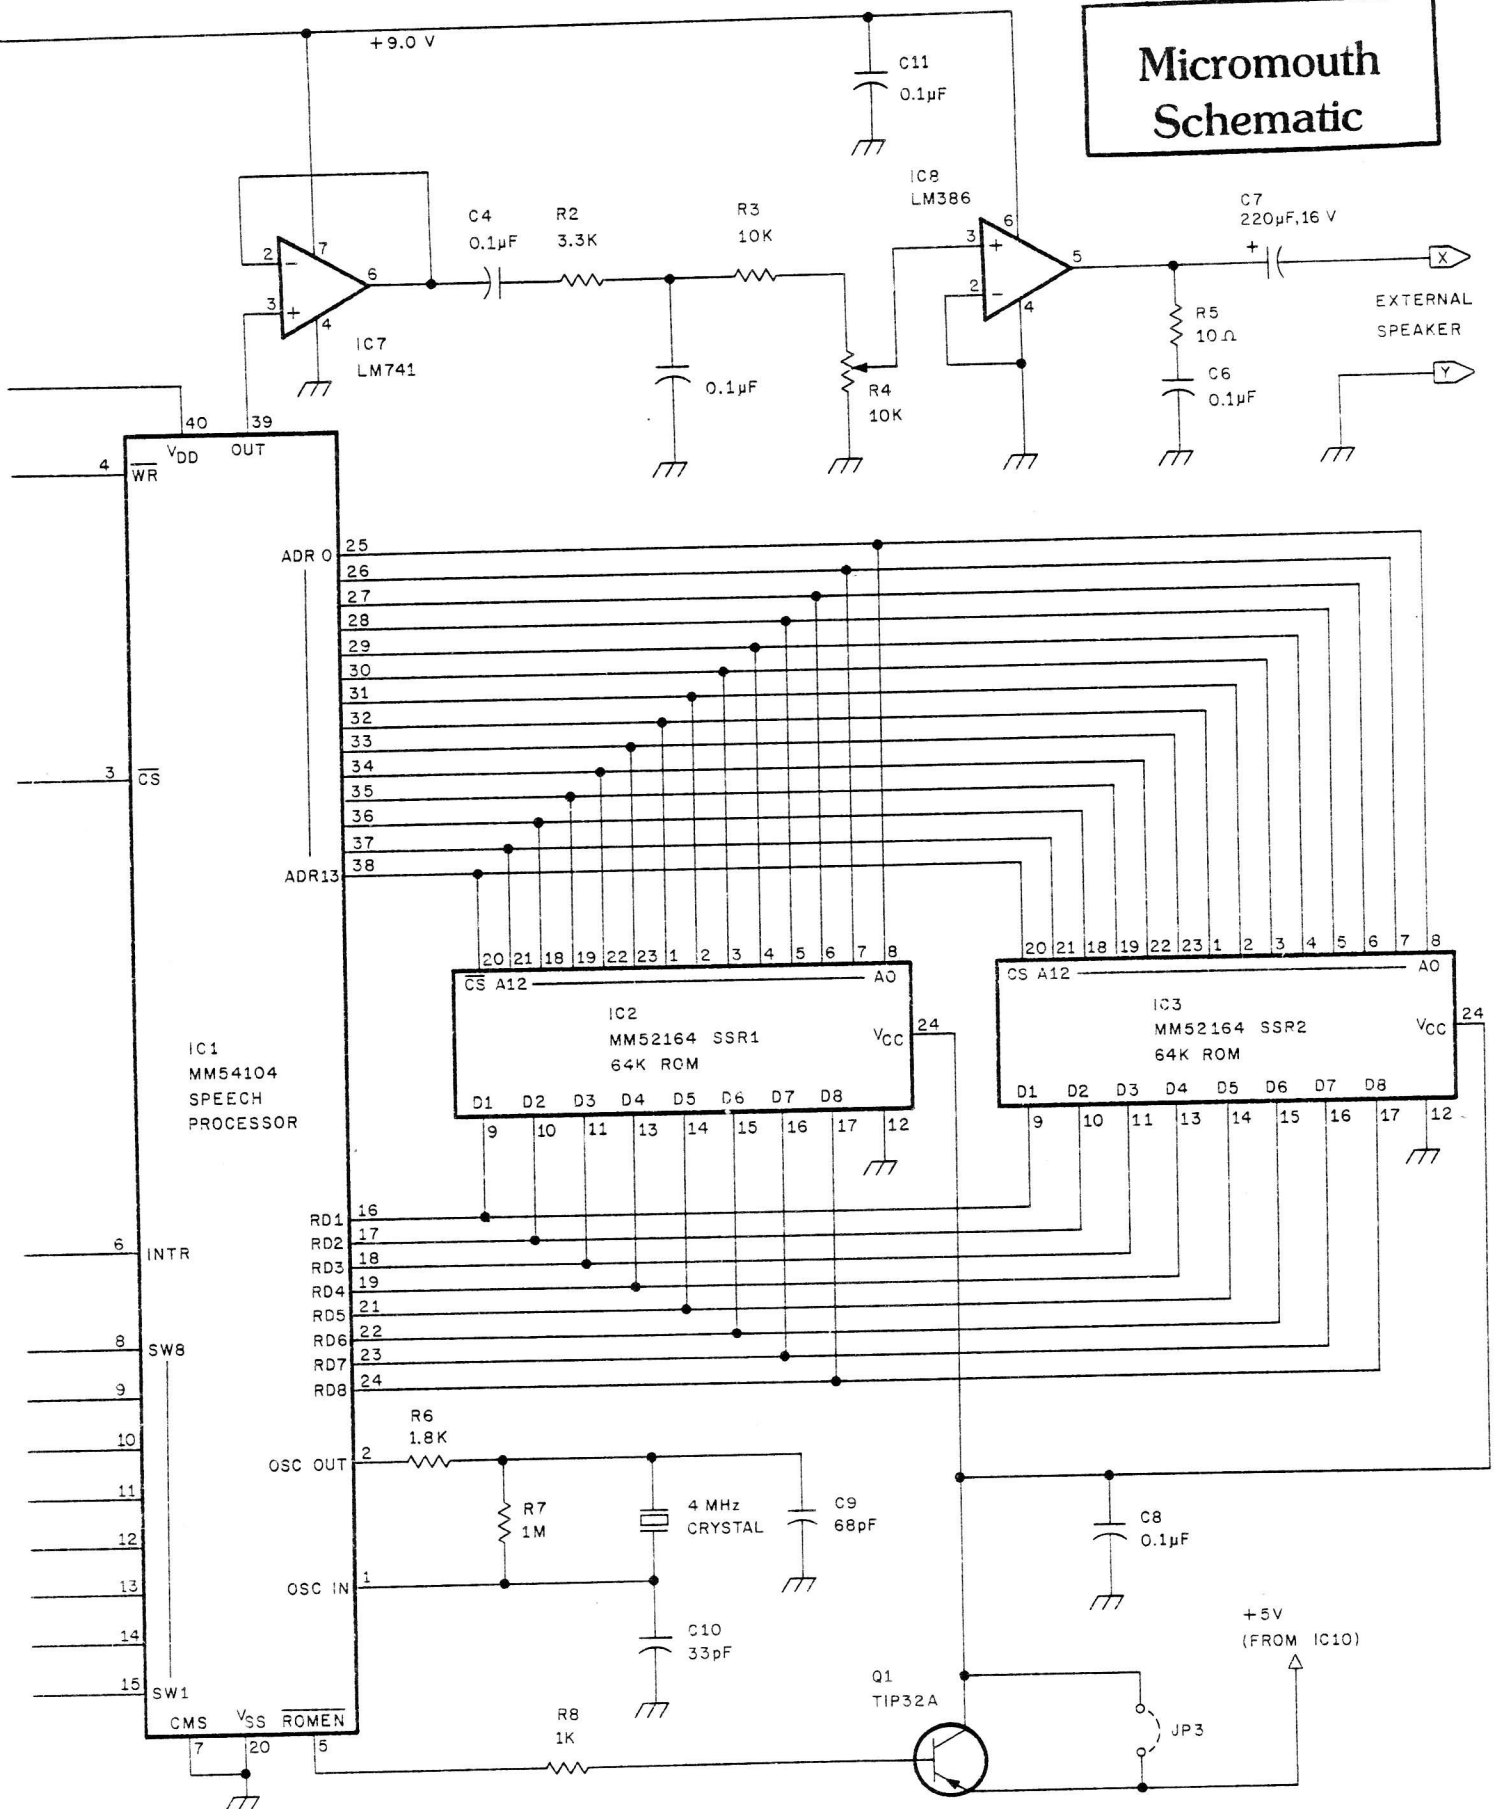 Micromouth
Schematic
+9.0 V
C11
0.1µF
IC8
LM386
C7
220µF,16 V
C4
0.1µF
R2
3.3K
R3
10K
6
3
+
2
−
4
5
+
X
EXTERNAL
SPEAKER
Y
R5
10Ω
C6
0.1µF
7
2
−
6
3
+
4
IC7
LM741
0.1µF
R4
10K
40
39
VDD
OUT
4
WR
3
CS
ADR 0
25
26
27
28
29
30
31
32
33
34
35
36
37
38
ADR13
20 21 18 19 22 23 1 2 3 4 5 6 7 8
CS A12
A0
IC2
MM52164 SSR1
64K ROM
VCC
24
D1 D2 D3 D4 D5 D6 D7 D8
9 10 11 13 14 15 16 17 12
20 21 18 19 22 23 1 2 3 4 5 6 7 8
CS A12
A0
IC3
MM52164 SSR2
64K ROM
VCC
24
D1 D2 D3 D4 D5 D6 D7 D8
9 10 11 13 14 15 16 17 12
IC1
MM54104
SPEECH
PROCESSOR
RD1 16
RD2 17
RD3 18
RD4 19
RD5 21
RD6 22
RD7 23
RD8 24
6
INTR
8
SW8
9
10
11
12
13
14
15
SW1
OSC OUT
2
R6
1.8K
R7
1M
4 MHz
CRYSTAL
C9
68pF
OSC IN
1
C10
33pF
C8
0.1µF
+5V
(FROM IC10)
Q1
TIP32A
JP3
R8
1K
CMS
VSS
ROMEN
7
20
5